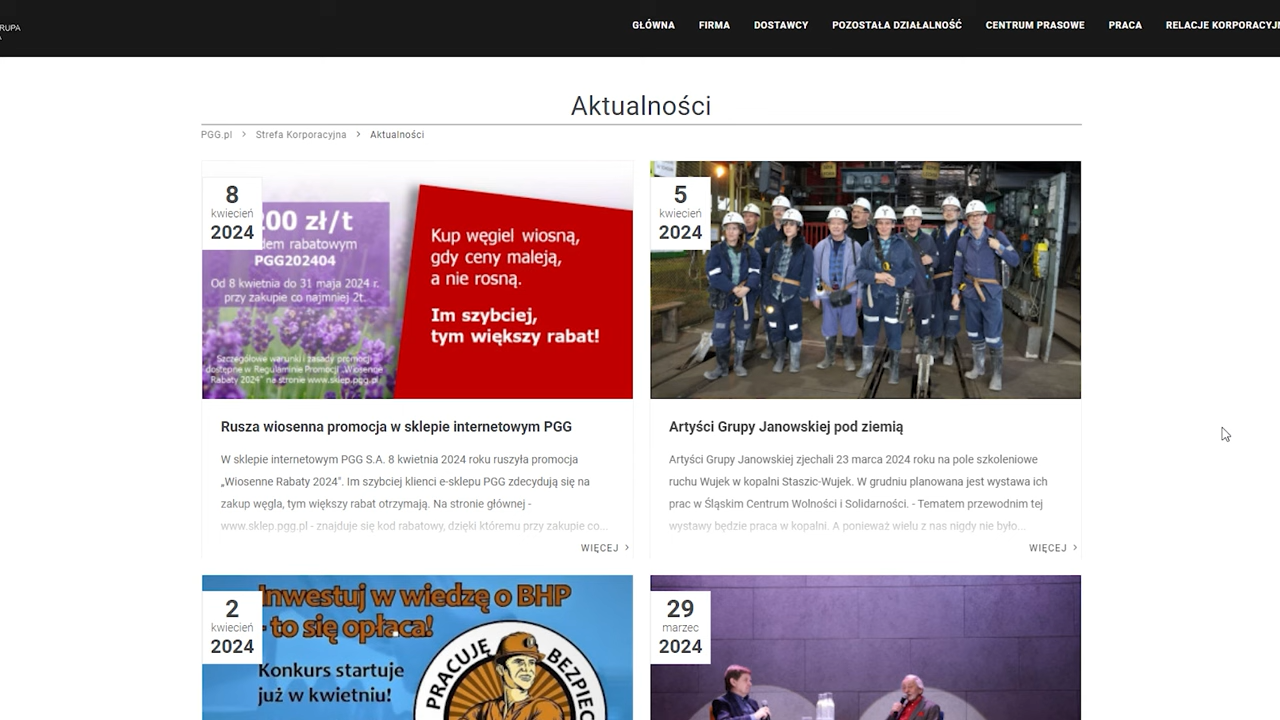 RUPA
GŁÓWNA
FIRMA
DOSTAWCY
POZOSTAŁA DZIAŁALNOŚĆ
CENTRUM PRASOWE
PRACA
RELACJE KORPORACYJN
Aktualności
PGG.pl > Strefa Korporacyjna > Aktualności
8
kwiecień
2024
200 zł/t
dem rabatowym
PGG202404
Od 8 kwietnia do 31 maja 2024 r.
przy zakupie co najmniej 2t.
Szczegółowe warunki i zasady promocji
dostępne w Regulaminie Promocji „Wiosenne
Rabaty 2024” na stronie www.sklep.pgg.pl
Kup węgiel wiosną,
gdy ceny maleją,
a nie rosną.
Im szybciej,
tym większy rabat!
Rusza wiosenna promocja w sklepie internetowym PGG
W sklepie internetowym PGG S.A. 8 kwietnia 2024 roku ruszyła promocja
„Wiosenne Rabaty 2024". Im szybciej klienci e-sklepu PGG zdecydują się na
zakup węgla, tym większy rabat otrzymają. Na stronie głównej -
www.sklep.pgg.pl - znajduje się kod rabatowy, dzięki któremu przy zakupie co...
WIĘCEJ >
5
kwiecień
2024
Artyści Grupy Janowskiej pod ziemią
Artyści Grupy Janowskiej zjechali 23 marca 2024 roku na pole szkoleniowe
ruchu Wujek w kopalni Staszic-Wujek. W grudniu planowana jest wystawa ich
prac w Śląskim Centrum Wolności i Solidarności. - Tematem przewodnim tej
wystawy będzie praca w kopalni. A ponieważ wielu z nas nigdy nie było...
WIĘCEJ >
2
kwiecień
2024
Inwestuj w wiedzę o BHP
- to się opłaca!
Konkurs startuje
już w kwietniu!
PRACUJĘ BEZPIEC
29
marzec
2024